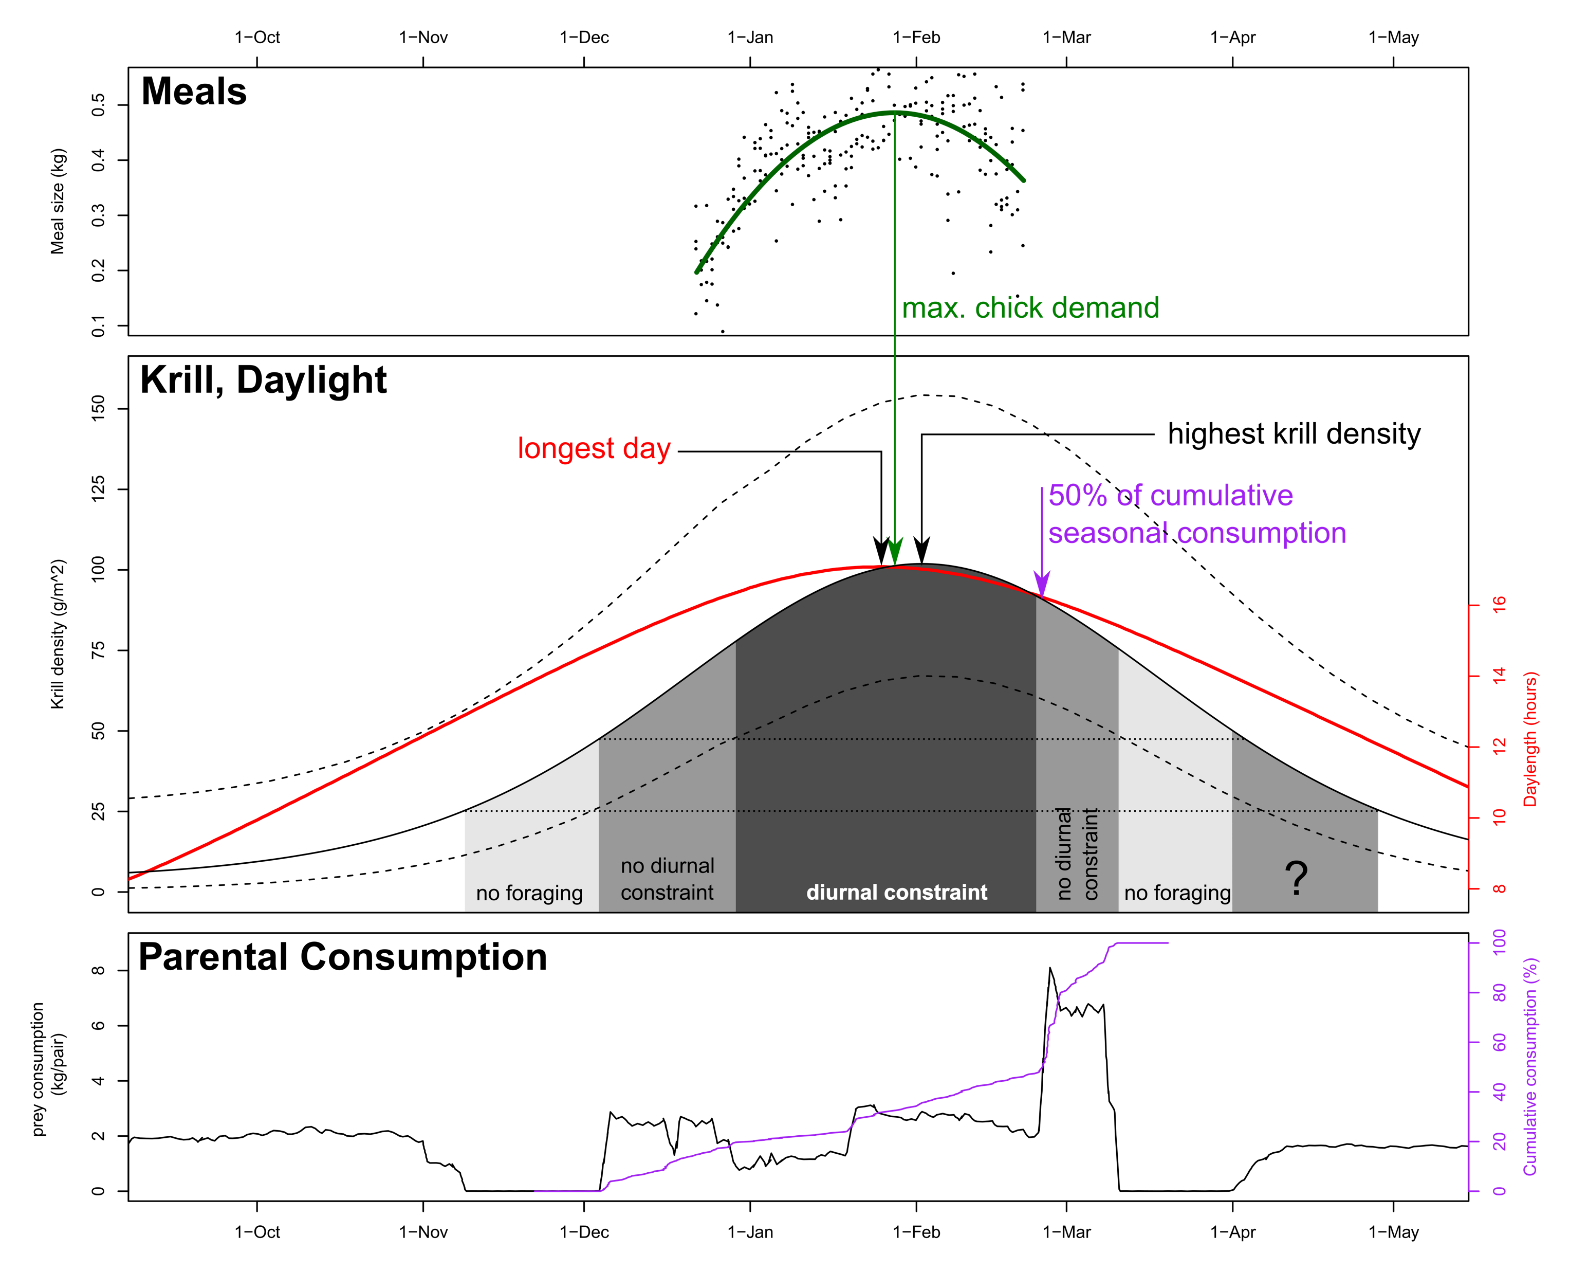 1−Oct 1−Nov 1−Dec 1−Jan 1−Feb 1−Mar 1−Apr 1−May
Meals
Meal size (kg)
0.5
0.4
0.3
0.2
0.1
max. chick demand
Krill, Daylight
Krill density (g/m^2)
150
125
100
75
50
25
0
longest day
highest krill density
50% of cumulative
seasonal consumption
16
14
12
10
8
Daylength (hours)
no foraging
no diurnal
constraint
diurnal constraint
no diurnal
constraint
no foraging
?
Parental Consumption
prey consumption
(kg/pair)
8
6
4
2
0
100
80
60
40
20
0
Cumulative consumption (%)
1−Oct 1−Nov 1−Dec 1−Jan 1−Feb 1−Mar 1−Apr 1−May